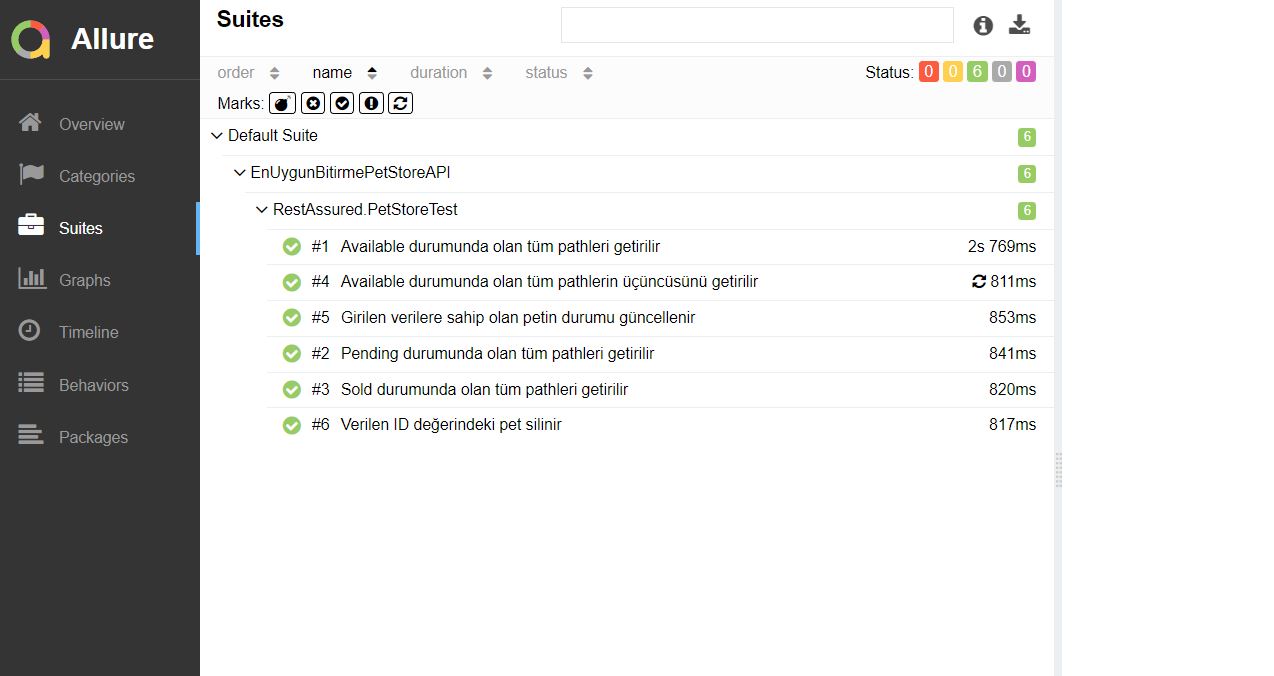 Allure
Overview
Categories
Suites
Graphs
Timeline
Behaviors
Packages
Suites
order name duration status Status: 0 0 6 0 0
Marks:
Default Suite 6
EnUygunBitirmePetStoreAPI 6
RestAssured.PetStoreTest 6
#1 Available durumunda olan tüm pathleri getirilir 2s 769ms
#4 Available durumunda olan tüm pathlerin üçüncüsünü getirilir 811ms
#5 Girilen verilere sahip olan petin durumu güncellenir 853ms
#2 Pending durumunda olan tüm pathleri getirilir 841ms
#3 Sold durumunda olan tüm pathleri getirilir 820ms
#6 Verilen ID değerindeki pet silinir 817ms